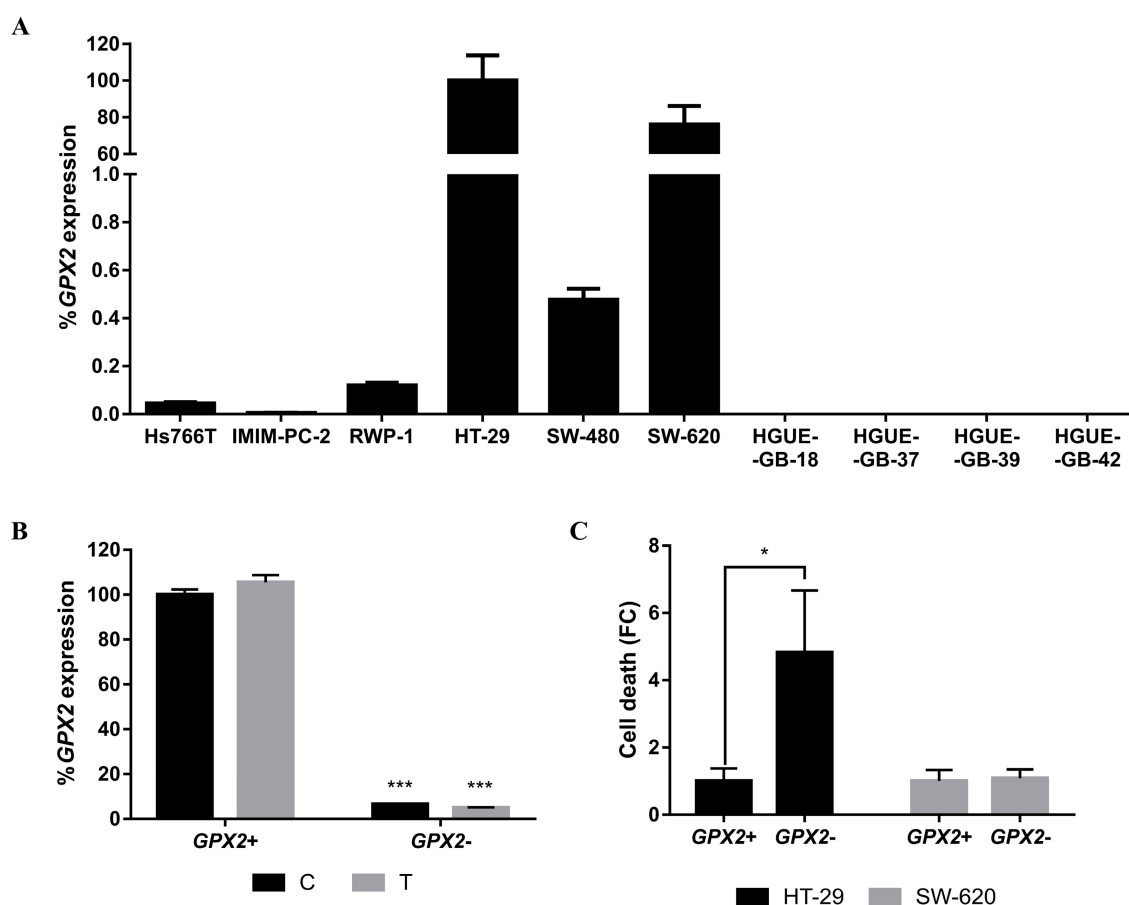 A
%GPX2 expression
120
100
80
60
1.0
0.8
0.6
0.4
0.2
0.0
Hs766T IMIM-PC-2 RWP-1 HT-29 SW-480 SW-620 HGUE- HGUE- HGUE- HGUE-
-GB-18 -GB-37 -GB-39 -GB-42
B
%GPX2 expression
120
100
80
60
40
20
0
*** ***
GPX2+ GPX2-
C T
C
Cell death (FC)
8
6
4
2
0
*
GPX2+ GPX2- GPX2+ GPX2-
HT-29 SW-620